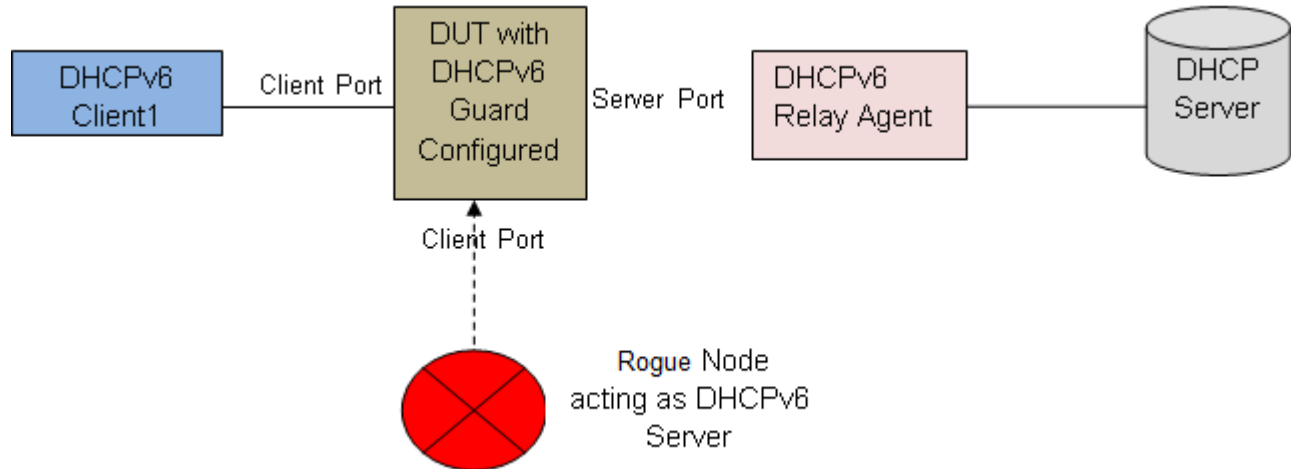 DHCPv6
Client1
Client Port
DUT with
DHCPv6
Guard
Configured
Server Port
DHCPv6
Relay Agent
DHCP
Server
Client Port
Rogue Node
acting as DHCPv6
Server